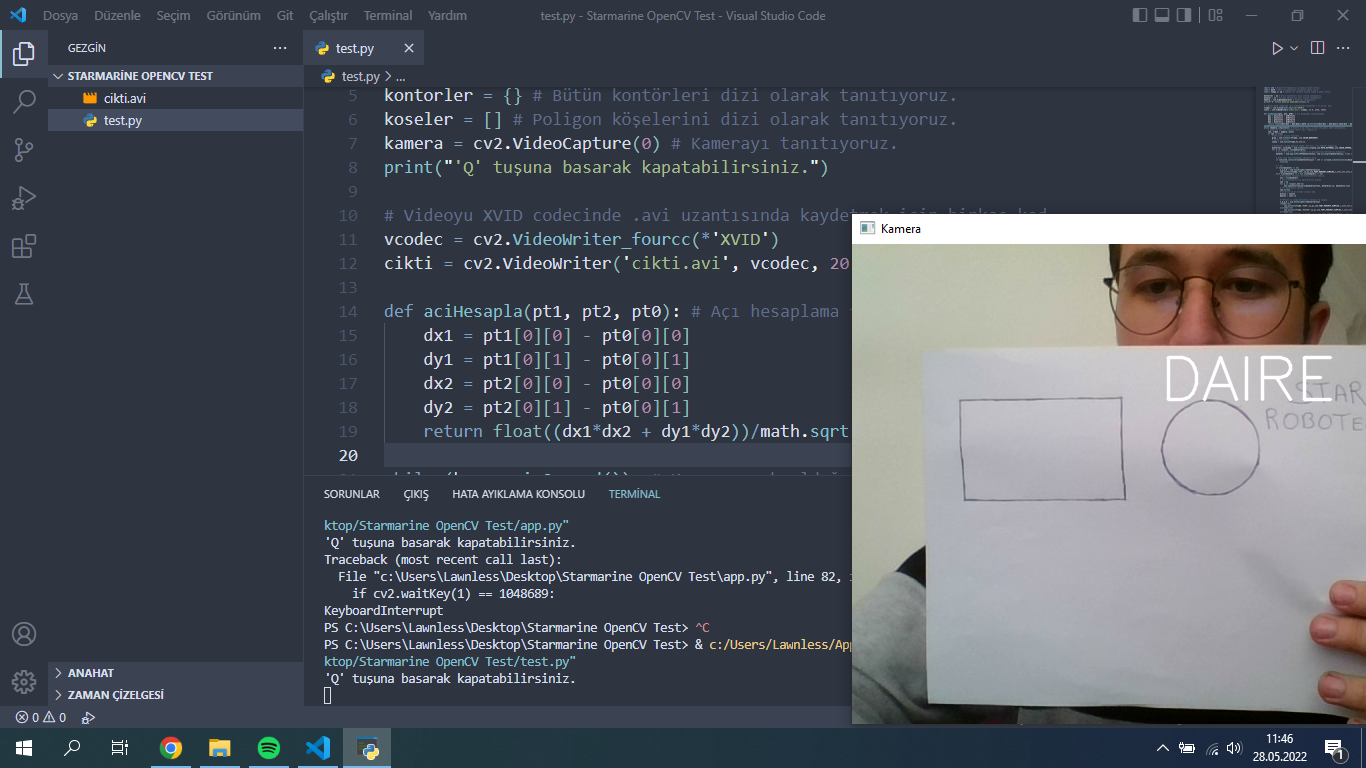 Dosya Düzenle Seçim Görünüm Git Çalıştır Terminal Yardım
test.py - Starmarine OpenCV Test - Visual Studio Code
GEZGİN
STARMARİNE OPENCV TEST
cikti.avi
test.py
ANAHAT
ZAMAN ÇİZELGESİ
test.py
test.py > ...
5 kontorler = {} # Bütün kontörleri dizi olarak tanıtıyoruz.
6 koseler = [] # Poligon köşelerini dizi olarak tanıtıyoruz.
7 kamera = cv2.VideoCapture(0) # Kamerayı tanıtıyoruz.
8 print("'Q' tuşuna basarak kapatabilirsiniz.")
9
10 # Videoyu XVID codecinde .avi uzantısında kaydetmek için birkaç kod
11 vcodec = cv2.VideoWriter_fourcc(*'XVID')
12 cikti = cv2.VideoWriter('cikti.avi', vcodec, 20
13
14 def aciHesapla(pt1, pt2, pt0): # Açı hesaplama
15 dx1 = pt1[0][0] - pt0[0][0]
16 dy1 = pt1[0][1] - pt0[0][1]
17 dx2 = pt2[0][0] - pt0[0][0]
18 dy2 = pt2[0][1] - pt0[0][1]
19 return float((dx1*dx2 + dy1*dy2))/math.sqrt
20
SORUNLAR ÇIKIŞ HATA AYIKLAMA KONSOLU TERMİNAL
ktop/Starmarine OpenCV Test/app.py"
'Q' tuşuna basarak kapatabilirsiniz.
Traceback (most recent call last):
File "c:\Users\Lawnless\Desktop\Starmarine OpenCV Test\app.py", line 82,
if cv2.waitKey(1) == 1048689:
KeyboardInterrupt
PS C:\Users\Lawnless\Desktop\Starmarine OpenCV Test> ^C
PS C:\Users\Lawnless\Desktop\Starmarine OpenCV Test> & c:/Users/Lawnless/App
ktop/Starmarine OpenCV Test/test.py"
'Q' tuşuna basarak kapatabilirsiniz.
Kamera
DAIRE
STAR
ROBOTE
0 0
11:46
28.05.2022
1